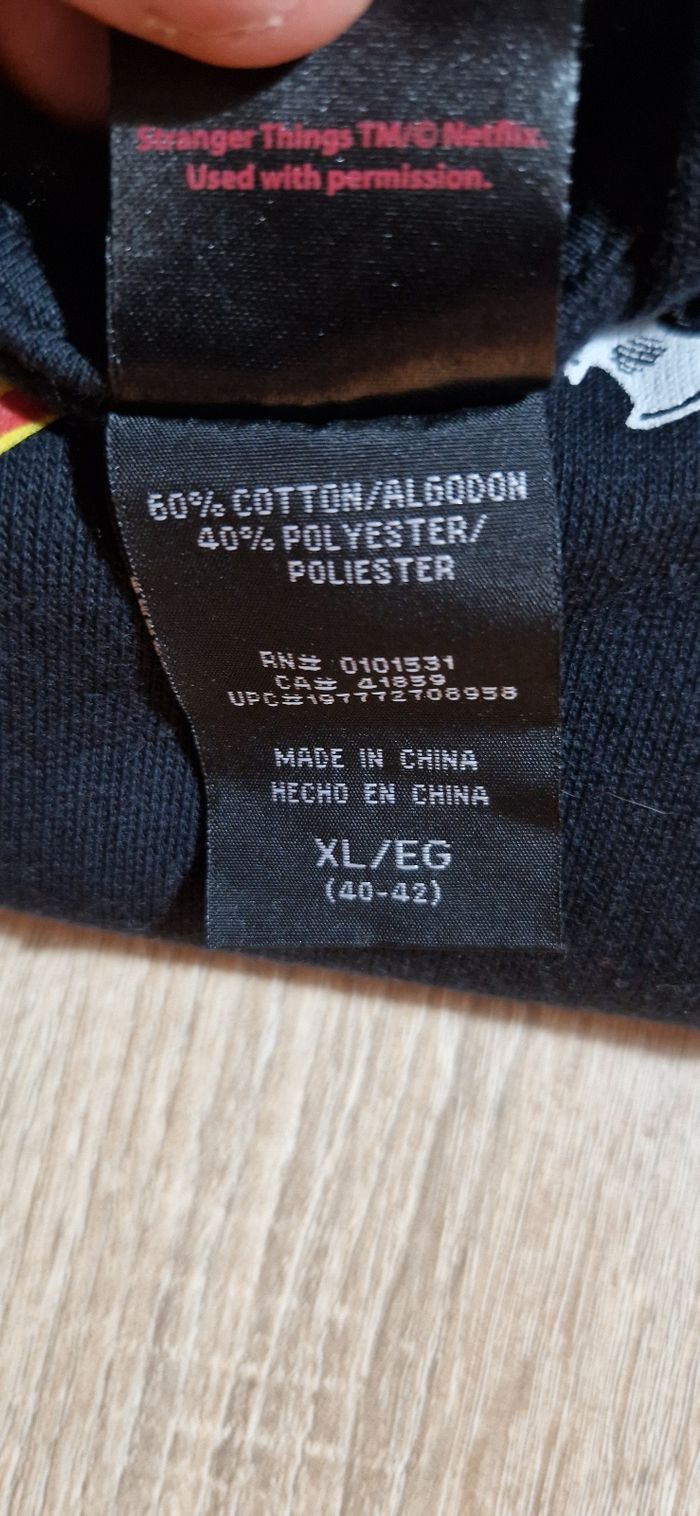 Stranger Things TM/© Netflix.
Used with permission.
60% COTTON/ALGODON
40% POLYESTER/
POLIESTER
RN# 0101531
CA# 41859
UPC#197772708958
MADE IN CHINA
HECHO EN CHINA
XL/EG
(40-42)